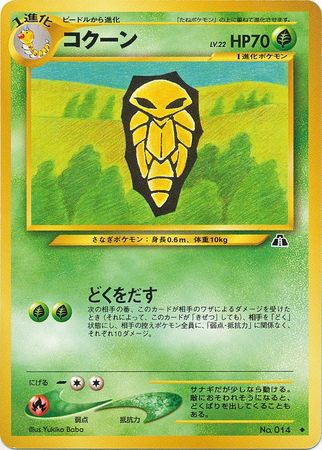 1進化
ビードルから進化
「たねポケモン」の上に重ねて進化させます。
コクーン
LV.22 HP70
1進化ポケモン
さなぎポケモン：身長0.6m、体重10kg
どくをだす
次の相手の番、このカードが相手のワザによるダメージを受けた
とき（それによって、このカードが「きぜつ」しても）、相手を「どく」
状態にし、相手の控えポケモン全員に、「弱点・抵抗力」に関係なく、
それぞれ10ダメージ。
にげる
弱点 抵抗力
サナギだが少しなら動ける。
敵におそわれそうになると、
どくばりを出してくることも
ある。
Illus.Yukiko Baba
No.014